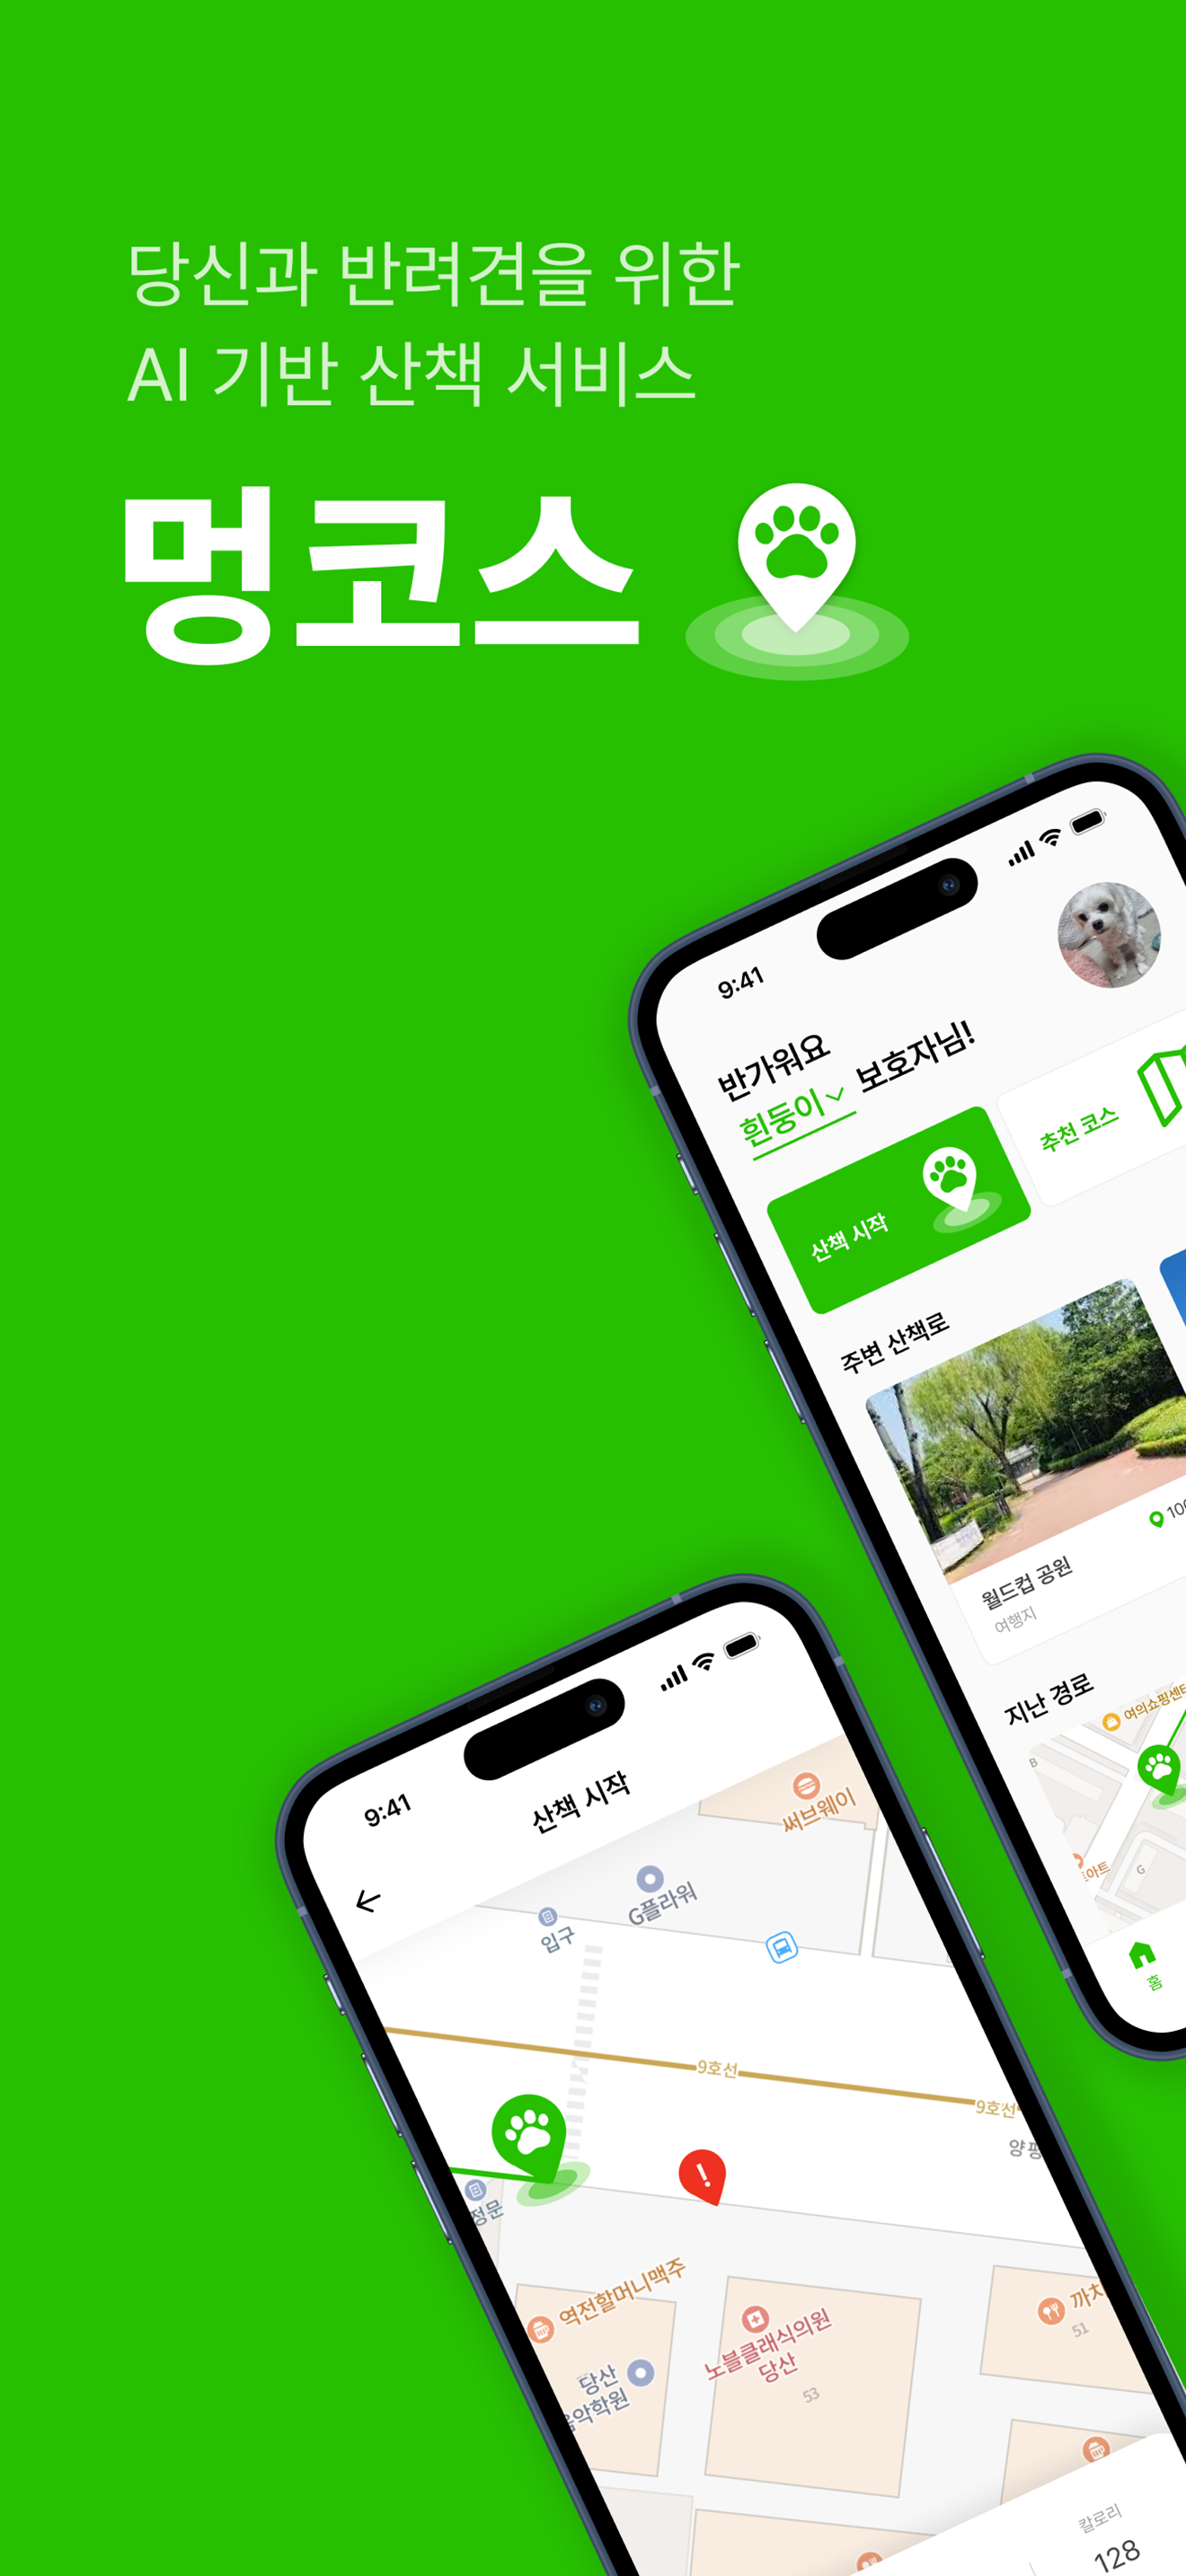 당신과 반려견을 위한
AI 기반 산책 서비스
멍코스
9:41
반가워요
흰둥이 보호자님!
산책 시작
추천 코스
주변 산책로
월드컵 공원
여행지
지난 경로
여의쇼핑센터
B
G
홈
9:41
산책 시작
써브웨이
G플라워
입구
9호선
9호선
양평
정문
역전할머니맥주
노블클래식의원
당산
53
당산
음악학원
51
칼로리
128